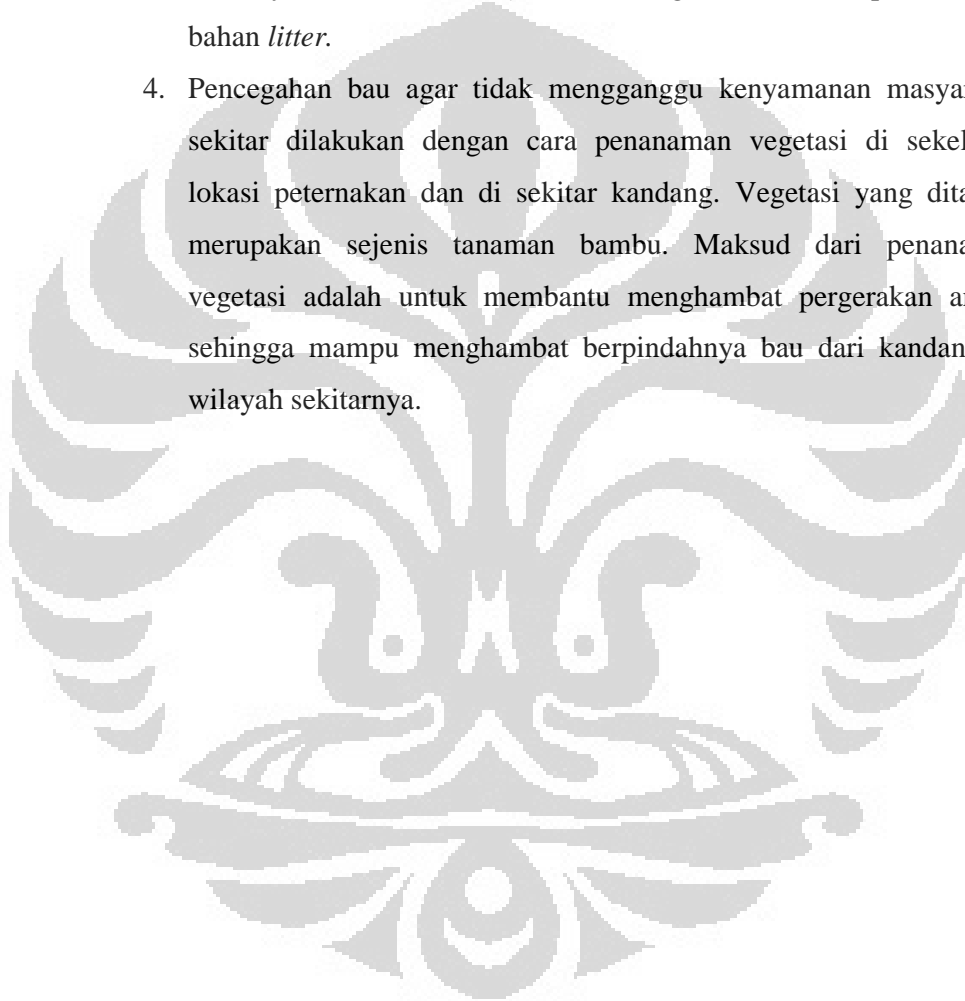 bahan litter.
4. Pencegahan bau agar tidak mengganggu kenyamanan
sekitar dilakukan dengan cara penanaman vegetasi di
lokasi peternakan dan di sekitar kandang. Vegetasi yang
merupakan sejenis tanaman bambu. Maksud dari
vegetasi adalah untuk membantu menghambat pergerakan
sehingga mampu menghambat berpindahnya bau dari
wilayah sekitarnya.